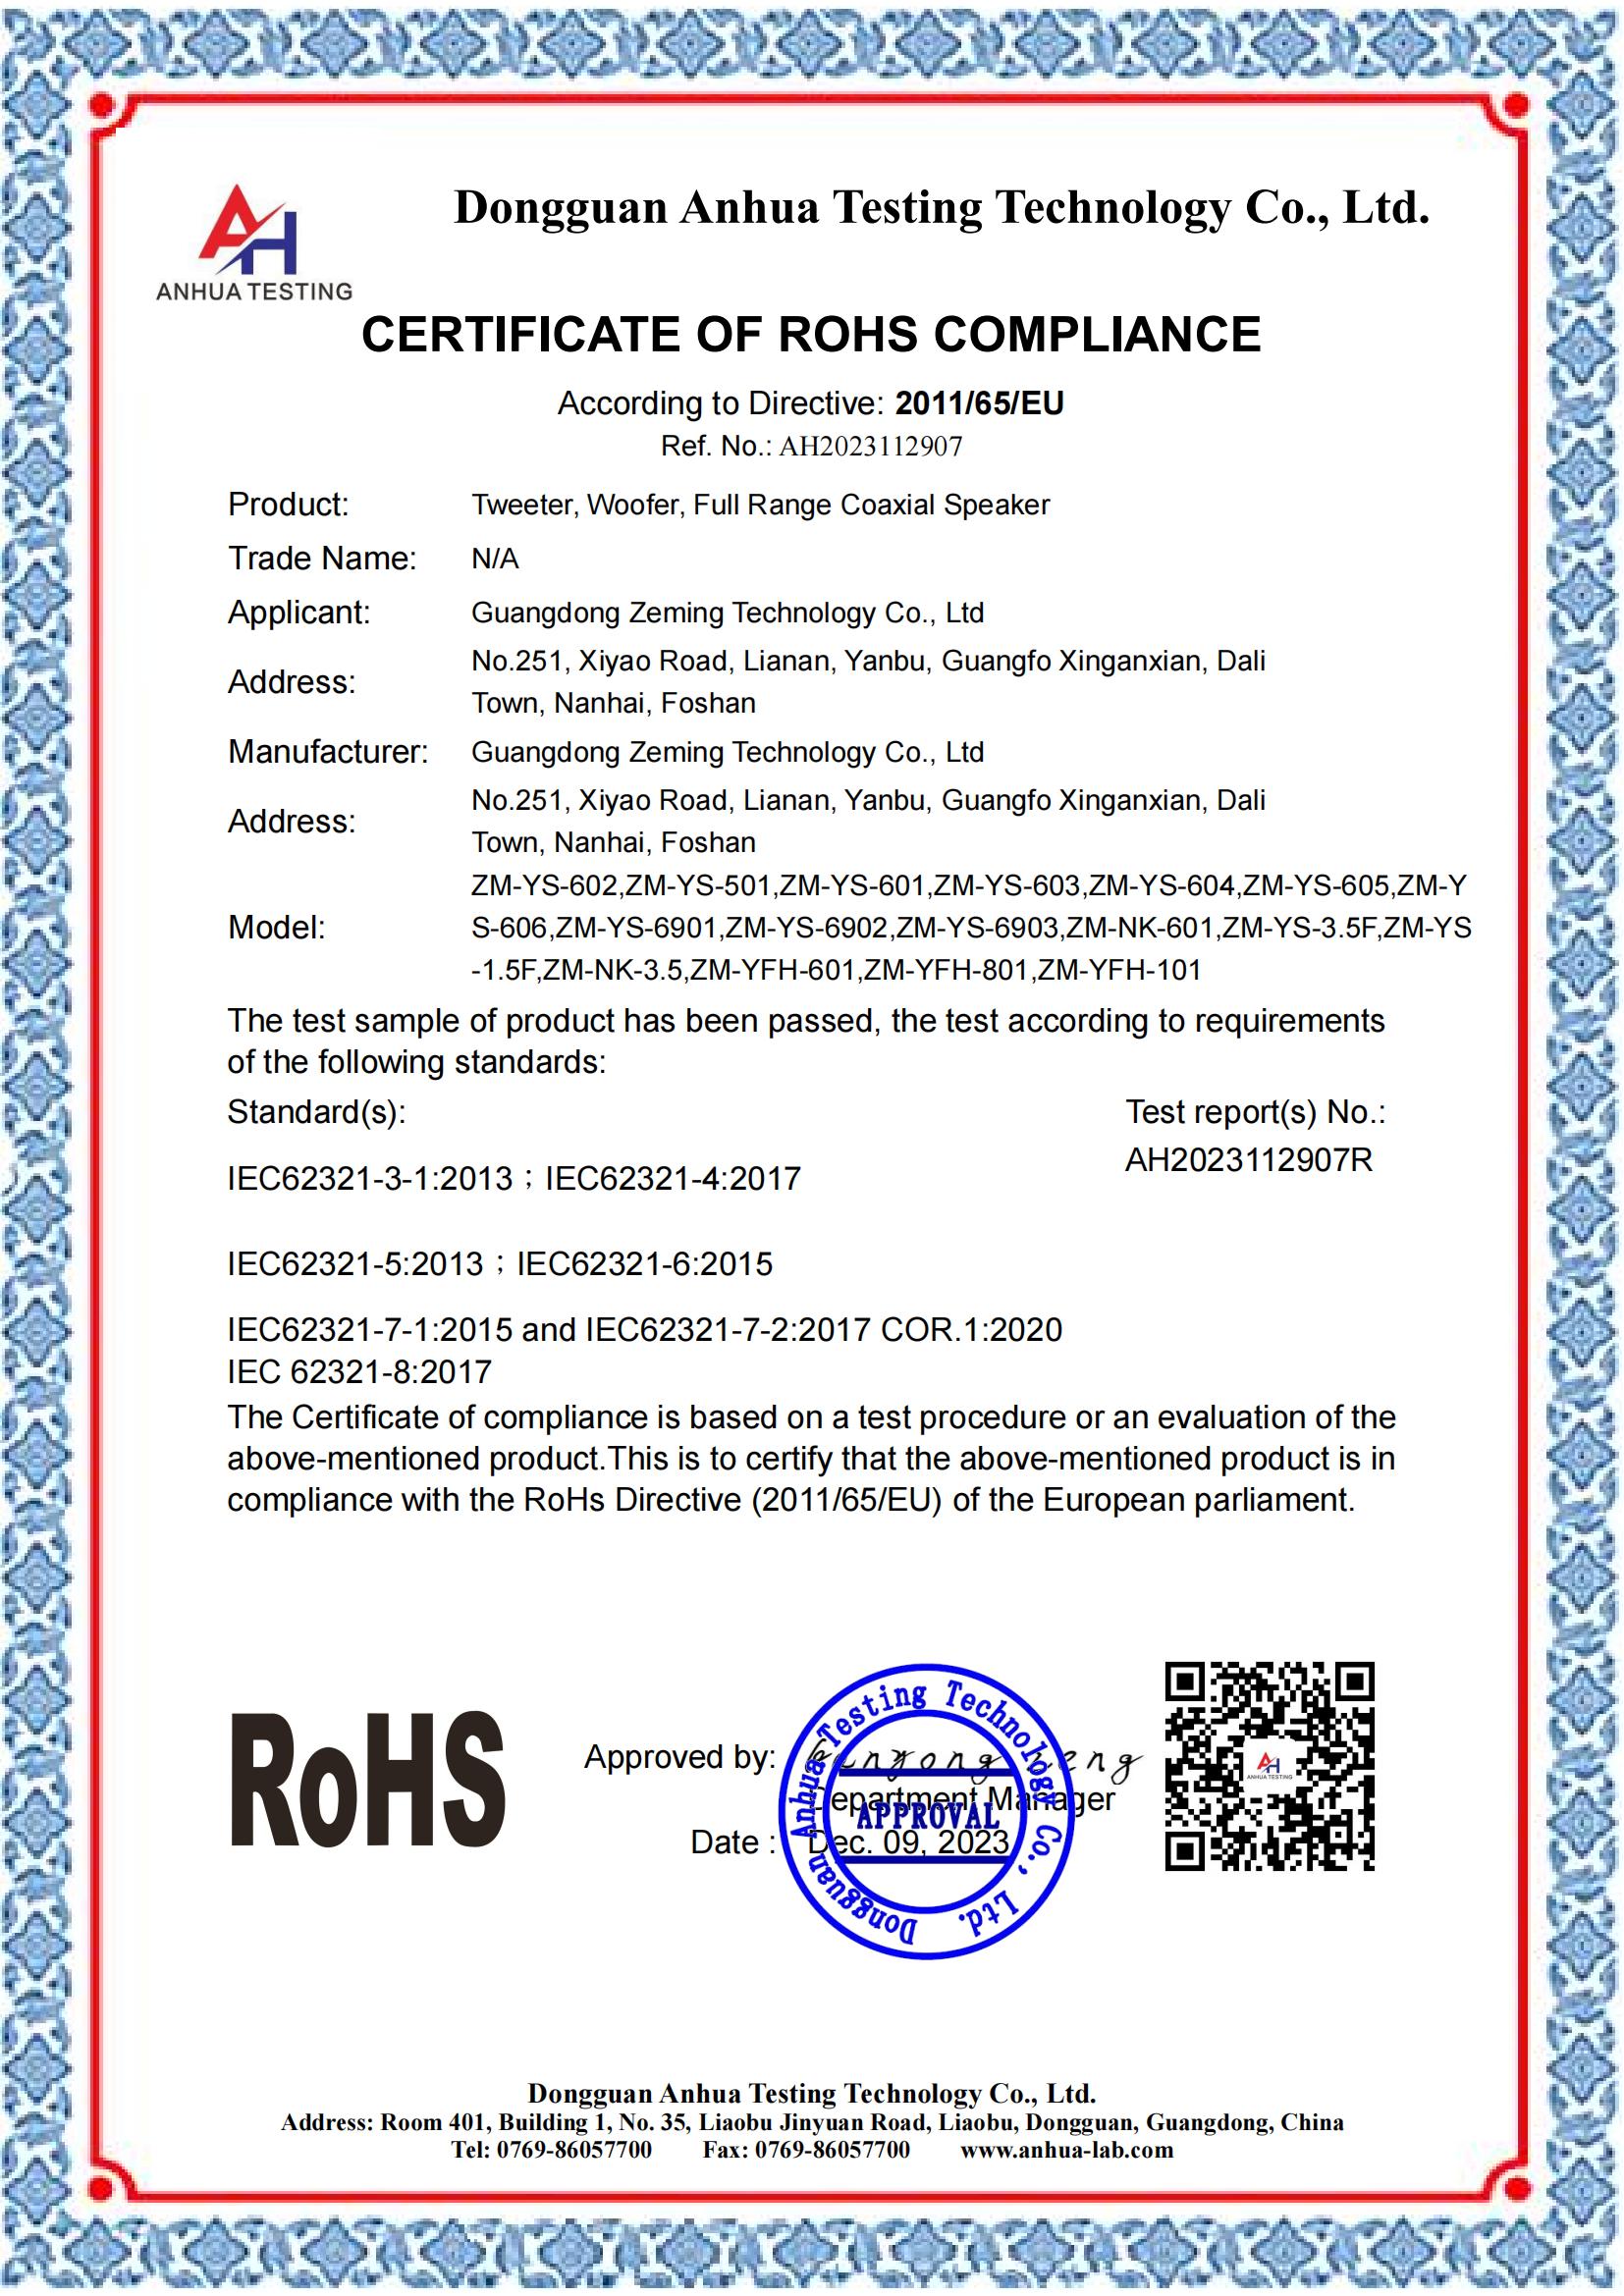 ANHUA TESTING
Dongguan Anhua Testing Technology Co., Ltd.
CERTIFICATE OF ROHS COMPLIANCE
According to Directive: 2011/65/EU
Ref. No.: AH2023112907
Product: Tweeter, Woofer, Full Range Coaxial Speaker
Trade Name: N/A
Applicant: Guangdong Zeming Technology Co., Ltd
Address: No.251, Xiyao Road, Lianan, Yanbu, Guangfo Xinganxian, Dali
Town, Nanhai, Foshan
Manufacturer: Guangdong Zeming Technology Co., Ltd
Address: No.251, Xiyao Road, Lianan, Yanbu, Guangfo Xinganxian, Dali
Town, Nanhai, Foshan
Model: ZM-YS-602,ZM-YS-501,ZM-YS-601,ZM-YS-603,ZM-YS-604,ZM-YS-605,ZM-Y
S-606,ZM-YS-6901,ZM-YS-6902,ZM-YS-6903,ZM-NK-601,ZM-YS-3.5F,ZM-YS
-1.5F,ZM-NK-3.5,ZM-YFH-601,ZM-YFH-801,ZM-YFH-101
The test sample of product has been passed, the test according to requirements
of the following standards:
Standard(s): Test report(s) No.:
AH2023112907R
IEC62321-3-1:2013；IEC62321-4:2017
IEC62321-5:2013；IEC62321-6:2015
IEC62321-7-1:2015 and IEC62321-7-2:2017 COR.1:2020
IEC 62321-8:2017
The Certificate of compliance is based on a test procedure or an evaluation of the
above-mentioned product.This is to certify that the above-mentioned product is in
compliance with the RoHs Directive (2011/65/EU) of the European parliament.
RoHS
Approved by:
Department Manager
Date : Dec. 09, 2023
Dongguan Anhua Testing Technology Co., Ltd.
APPROVAL
ANHUA TESTING
Dongguan Anhua Testing Technology Co., Ltd.
Address: Room 401, Building 1, No. 35, Liaobu Jinyuan Road, Liaobu, Dongguan, Guangdong, China
Tel: 0769-86057700 Fax: 0769-86057700 www.anhua-lab.com